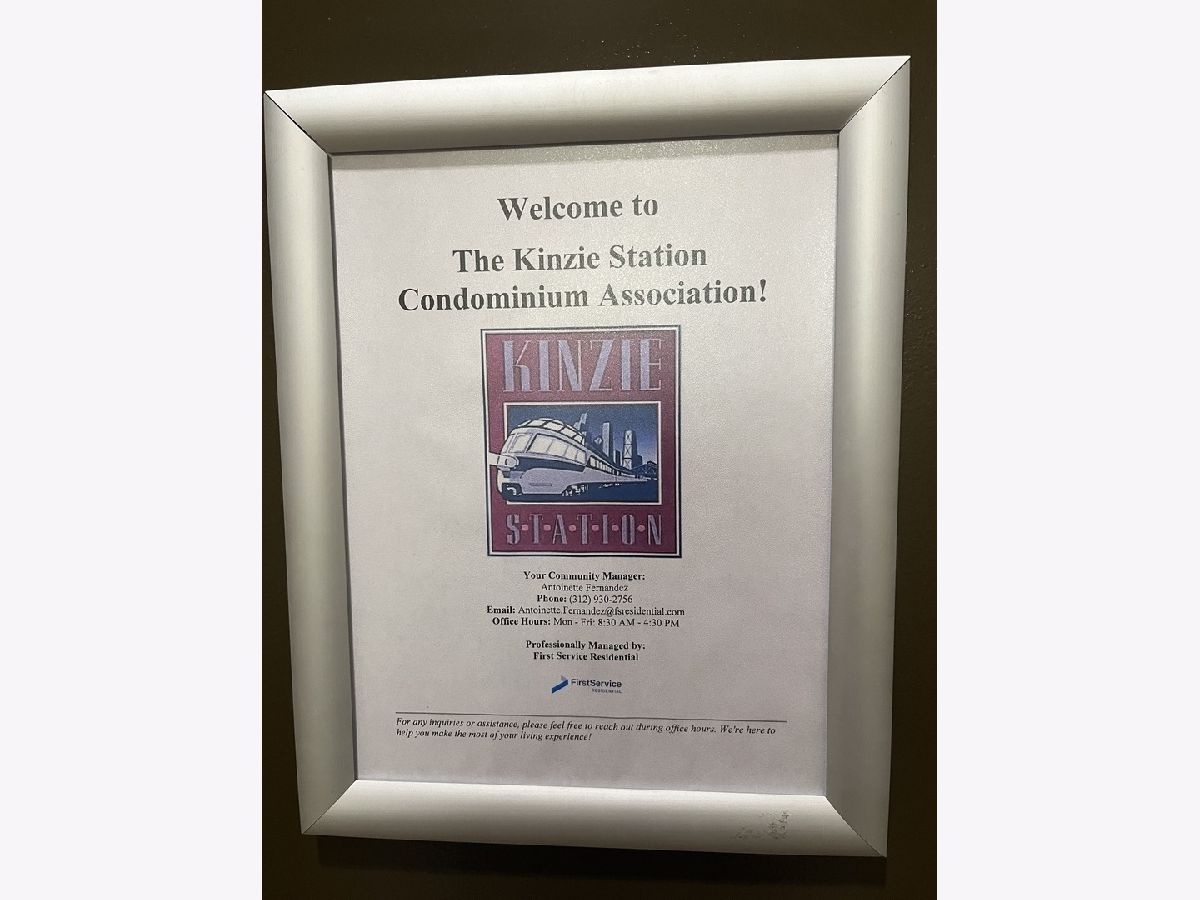 Welcome to
The Kinzie Station
Condominium Association!
KINZIE
S·T·A·T·I·O·N
Your Community Manager:
Antoinette Fernandez
Phone: (312) 930-2756
Email: Antoinette.Fernandez@fsresidential.com
Office Hours: Mon - Fri: 8:30 AM - 4:30 PM
Professionally Managed by:
First Service Residential
FirstService
RESIDENTIAL
For any inquiries or assistance, please feel free to reach out during office hours. We're here to
help you make the most of your living experience!